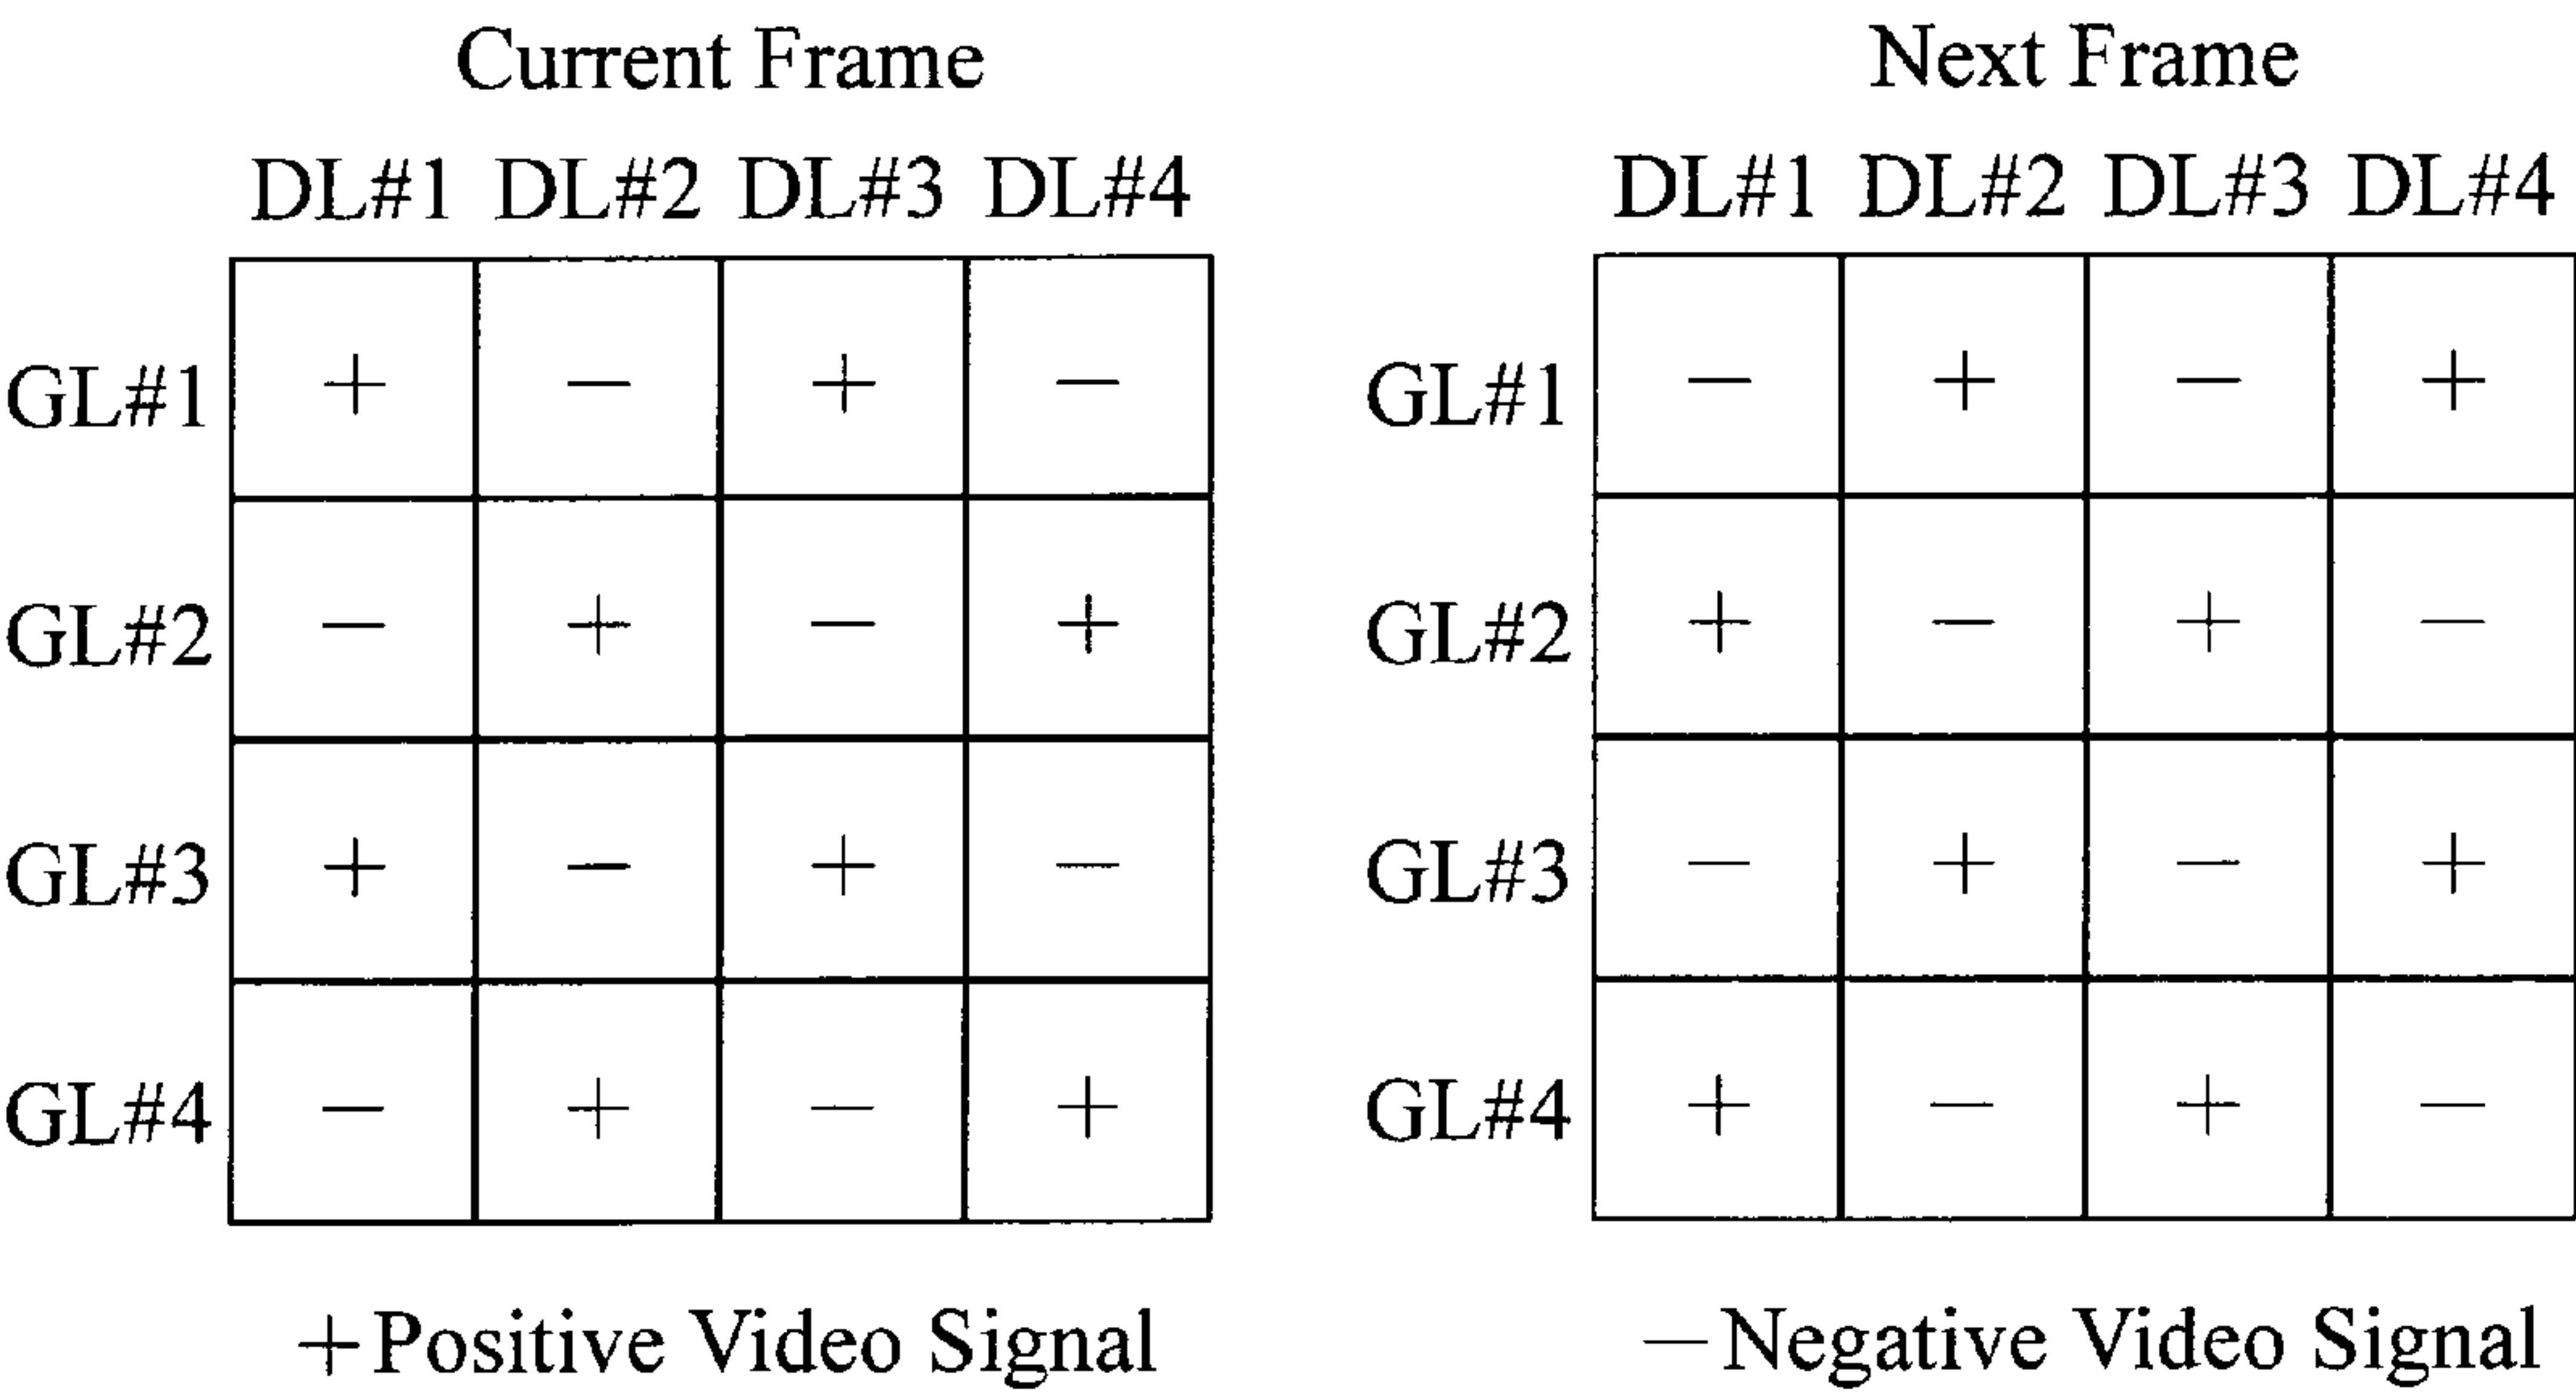 Current Frame
DL#1 DL#2 DL#3 DL#4
GL#1 + − + −
GL#2 − + − +
GL#3 + − + −
GL#4 − + − +
+Positive Video Signal
Next Frame
DL#1 DL#2 DL#3 DL#4
GL#1 − + − +
GL#2 + − + −
GL#3 − + − +
GL#4 + − + −
−Negative Video Signal